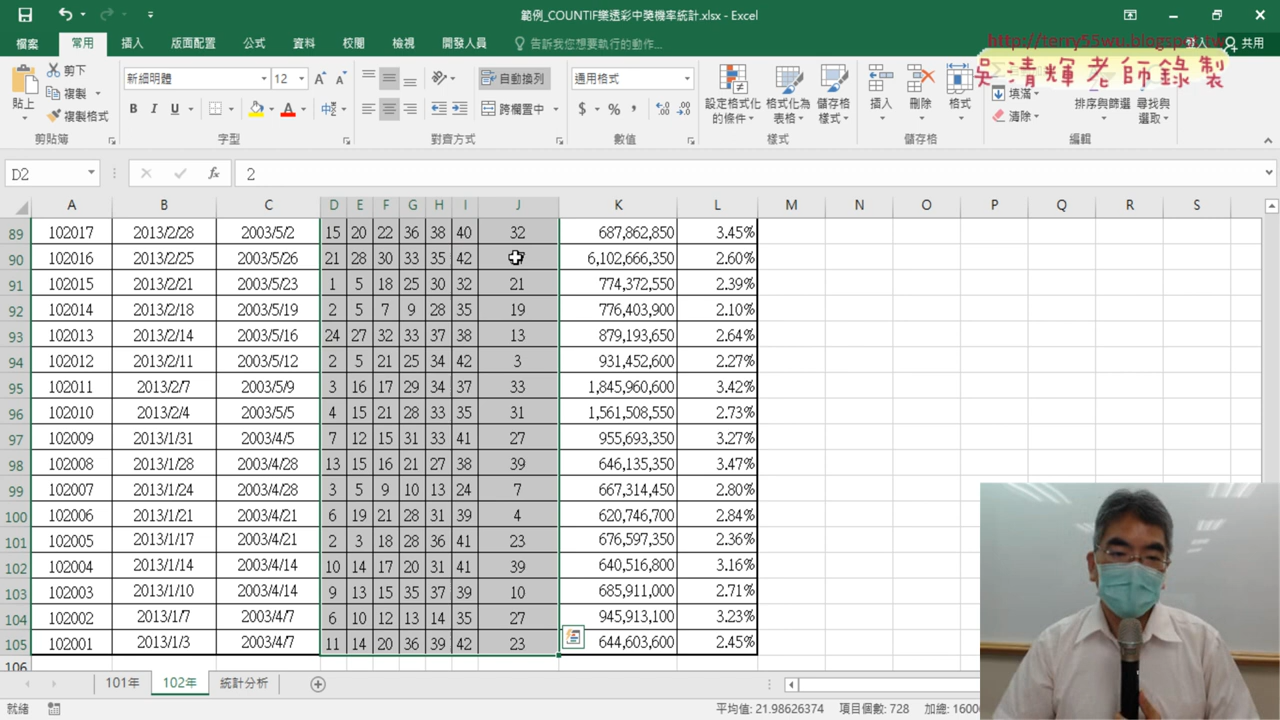 範例_COUNTIF樂透彩中獎機率統計.xlsx - Excel
檔案 常用 插入 版面配置 公式 資料 校閱 檢視 開發人員 告訴我您想要執行的動作... 登入 共用
http://terry55wu.blogspot.tw
吳清輝老師錄製
貼上 剪下 複製 複製格式 剪貼簿
新細明體 12 B I U 字型
自動換列 跨欄置中 對齊方式
通用格式 $ % 數值
設定格式化的條件 格式化為表格 儲存格樣式 樣式
插入 刪除 格式 儲存格
填滿 清除 排序與篩選 尋找與選取 編輯
D2 fx 2
A B C D E F G H I J K L M N O P Q R S
89 102017 2013/2/28 2003/5/2 15 20 22 36 38 40 32 687,862,850 3.45%
90 102016 2013/2/25 2003/5/26 21 28 30 33 35 42 6,102,666,350 2.60%
91 102015 2013/2/21 2003/5/23 1 5 18 25 30 32 21 774,372,550 2.39%
92 102014 2013/2/18 2003/5/19 2 5 7 9 28 35 19 776,403,900 2.10%
93 102013 2013/2/14 2003/5/16 24 27 32 33 37 38 13 879,193,650 2.64%
94 102012 2013/2/11 2003/5/12 2 5 21 25 34 42 3 931,452,600 2.27%
95 102011 2013/2/7 2003/5/9 3 16 17 29 34 37 33 1,845,960,600 3.42%
96 102010 2013/2/4 2003/5/5 4 15 21 28 33 35 31 1,561,508,550 2.73%
97 102009 2013/1/31 2003/4/5 7 12 15 31 33 41 27 955,693,350 3.27%
98 102008 2013/1/28 2003/4/28 13 15 16 21 27 38 39 646,135,350 3.47%
99 102007 2013/1/24 2003/4/28 3 5 9 10 13 24 7 667,314,450 2.80%
100 102006 2013/1/21 2003/4/21 6 19 21 28 31 39 4 620,746,700 2.84%
101 102005 2013/1/17 2003/4/21 2 3 18 28 36 41 23 676,597,350 2.36%
102 102004 2013/1/14 2003/4/14 10 14 17 20 31 41 39 640,516,800 3.16%
103 102003 2013/1/10 2003/4/14 9 13 15 35 37 39 10 685,911,000 2.71%
104 102002 2013/1/7 2003/4/7 6 10 12 13 14 35 27 945,913,100 3.23%
105 102001 2013/1/3 2003/4/7 11 14 20 36 39 42 23 644,603,600 2.45%
106
101年 102年 統計分析
就緒 平均值: 21.98626374 項目個數: 728 加總: 1600